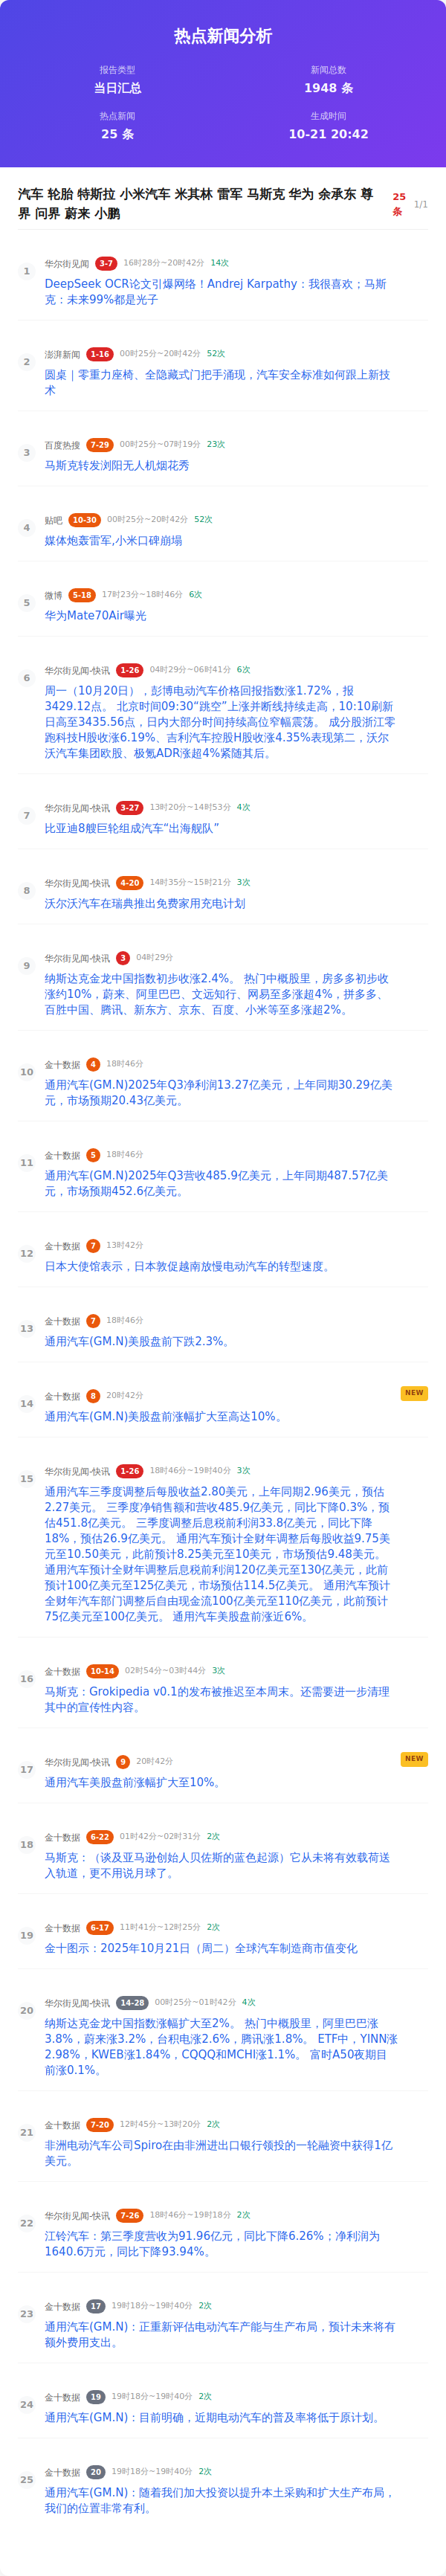 热点新闻分析
报告类型
当日汇总
新闻总数
1948 条
热点新闻
25 条
生成时间
10-21 20:42
汽车 轮胎 特斯拉 小米汽车 米其林 雷军 马斯克 华为 余承东 尊
界 问界 蔚来 小鹏
25
条
1/1
1
华尔街见闻 3-7 16时28分~20时42分 14次
DeepSeek OCR论文引爆网络！Andrej Karpathy：我很喜欢；马斯
克：未来99%都是光子
2
澎湃新闻 1-16 00时25分~20时42分 52次
圆桌｜零重力座椅、全隐藏式门把手涌现，汽车安全标准如何跟上新技
术
3
百度热搜 7-29 00时25分~07时19分 23次
马斯克转发浏阳无人机烟花秀
4
贴吧 10-30 00时25分~20时42分 52次
媒体炮轰雷军,小米口碑崩塌
5
微博 5-18 17时23分~18时46分 6次
华为Mate70Air曝光
6
华尔街见闻-快讯 1-26 04时29分~06时41分 6次
周一（10月20日），彭博电动汽车价格回报指数涨1.72%，报
3429.12点。 北京时间09:30“跳空”上涨并断线持续走高，10:10刷新
日高至3435.56点，日内大部分时间持续高位窄幅震荡。 成分股浙江零
跑科技H股收涨6.19%、吉利汽车控股H股收涨4.35%表现第二，沃尔
沃汽车集团欧股、极氪ADR涨超4%紧随其后。
7
华尔街见闻-快讯 3-27 13时20分~14时53分 4次
比亚迪8艘巨轮组成汽车“出海舰队”
8
华尔街见闻-快讯 4-20 14时35分~15时21分 3次
沃尔沃汽车在瑞典推出免费家用充电计划
9
华尔街见闻-快讯 3 04时29分
纳斯达克金龙中国指数初步收涨2.4%。 热门中概股里，房多多初步收
涨约10%，蔚来、阿里巴巴、文远知行、网易至多涨超4%，拼多多、
百胜中国、腾讯、新东方、京东、百度、小米等至多涨超2%。
10
金十数据 4 18时46分
通用汽车(GM.N)2025年Q3净利润13.27亿美元，上年同期30.29亿美
元，市场预期20.43亿美元。
11
金十数据 5 18时46分
通用汽车(GM.N)2025年Q3营收485.9亿美元，上年同期487.57亿美
元，市场预期452.6亿美元。
12
金十数据 7 13时42分
日本大使馆表示，日本敦促越南放慢电动汽车的转型速度。
13
金十数据 7 18时46分
通用汽车(GM.N)美股盘前下跌2.3%。
14
金十数据 8 20时42分
NEW
通用汽车(GM.N)美股盘前涨幅扩大至高达10%。
15
华尔街见闻-快讯 1-26 18时46分~19时40分 3次
通用汽车三季度调整后每股收益2.80美元，上年同期2.96美元，预估
2.27美元。 三季度净销售额和营收485.9亿美元，同比下降0.3%，预
估451.8亿美元。 三季度调整后息税前利润33.8亿美元，同比下降
18%，预估26.9亿美元。 通用汽车预计全财年调整后每股收益9.75美
元至10.50美元，此前预计8.25美元至10美元，市场预估9.48美元。
通用汽车预计全财年调整后息税前利润120亿美元至130亿美元，此前
预计100亿美元至125亿美元，市场预估114.5亿美元。 通用汽车预计
全财年汽车部门调整后自由现金流100亿美元至110亿美元，此前预计
75亿美元至100亿美元。 通用汽车美股盘前涨近6%。
16
金十数据 10-14 02时54分~03时44分 3次
马斯克：Grokipedia v0.1的发布被推迟至本周末。还需要进一步清理
其中的宣传性内容。
17
华尔街见闻-快讯 9 20时42分
NEW
通用汽车美股盘前涨幅扩大至10%。
18
金十数据 6-22 01时42分~02时31分 2次
马斯克：（谈及亚马逊创始人贝佐斯的蓝色起源）它从未将有效载荷送
入轨道，更不用说月球了。
19
金十数据 6-17 11时41分~12时25分 2次
金十图示：2025年10月21日（周二）全球汽车制造商市值变化
20
华尔街见闻-快讯 14-28 00时25分~01时42分 4次
纳斯达克金龙中国指数涨幅扩大至2%。 热门中概股里，阿里巴巴涨
3.8%，蔚来涨3.2%，台积电涨2.6%，腾讯涨1.8%。 ETF中，YINN涨
2.98%，KWEB涨1.84%，CQQQ和MCHI涨1.1%。 富时A50夜期目
前涨0.1%。
21
金十数据 7-20 12时45分~13时20分 2次
非洲电动汽车公司Spiro在由非洲进出口银行领投的一轮融资中获得1亿
美元。
22
华尔街见闻-快讯 7-26 18时46分~19时18分 2次
江铃汽车：第三季度营收为91.96亿元，同比下降6.26%；净利润为
1640.6万元，同比下降93.94%。
23
金十数据 17 19时18分~19时40分 2次
通用汽车(GM.N)：正重新评估电动汽车产能与生产布局，预计未来将有
额外费用支出。
24
金十数据 19 19时18分~19时40分 2次
通用汽车(GM.N)：目前明确，近期电动汽车的普及率将低于原计划。
25
金十数据 20 19时18分~19时40分 2次
通用汽车(GM.N)：随着我们加大投资以提升本土采购和扩大生产布局，
我们的位置非常有利。